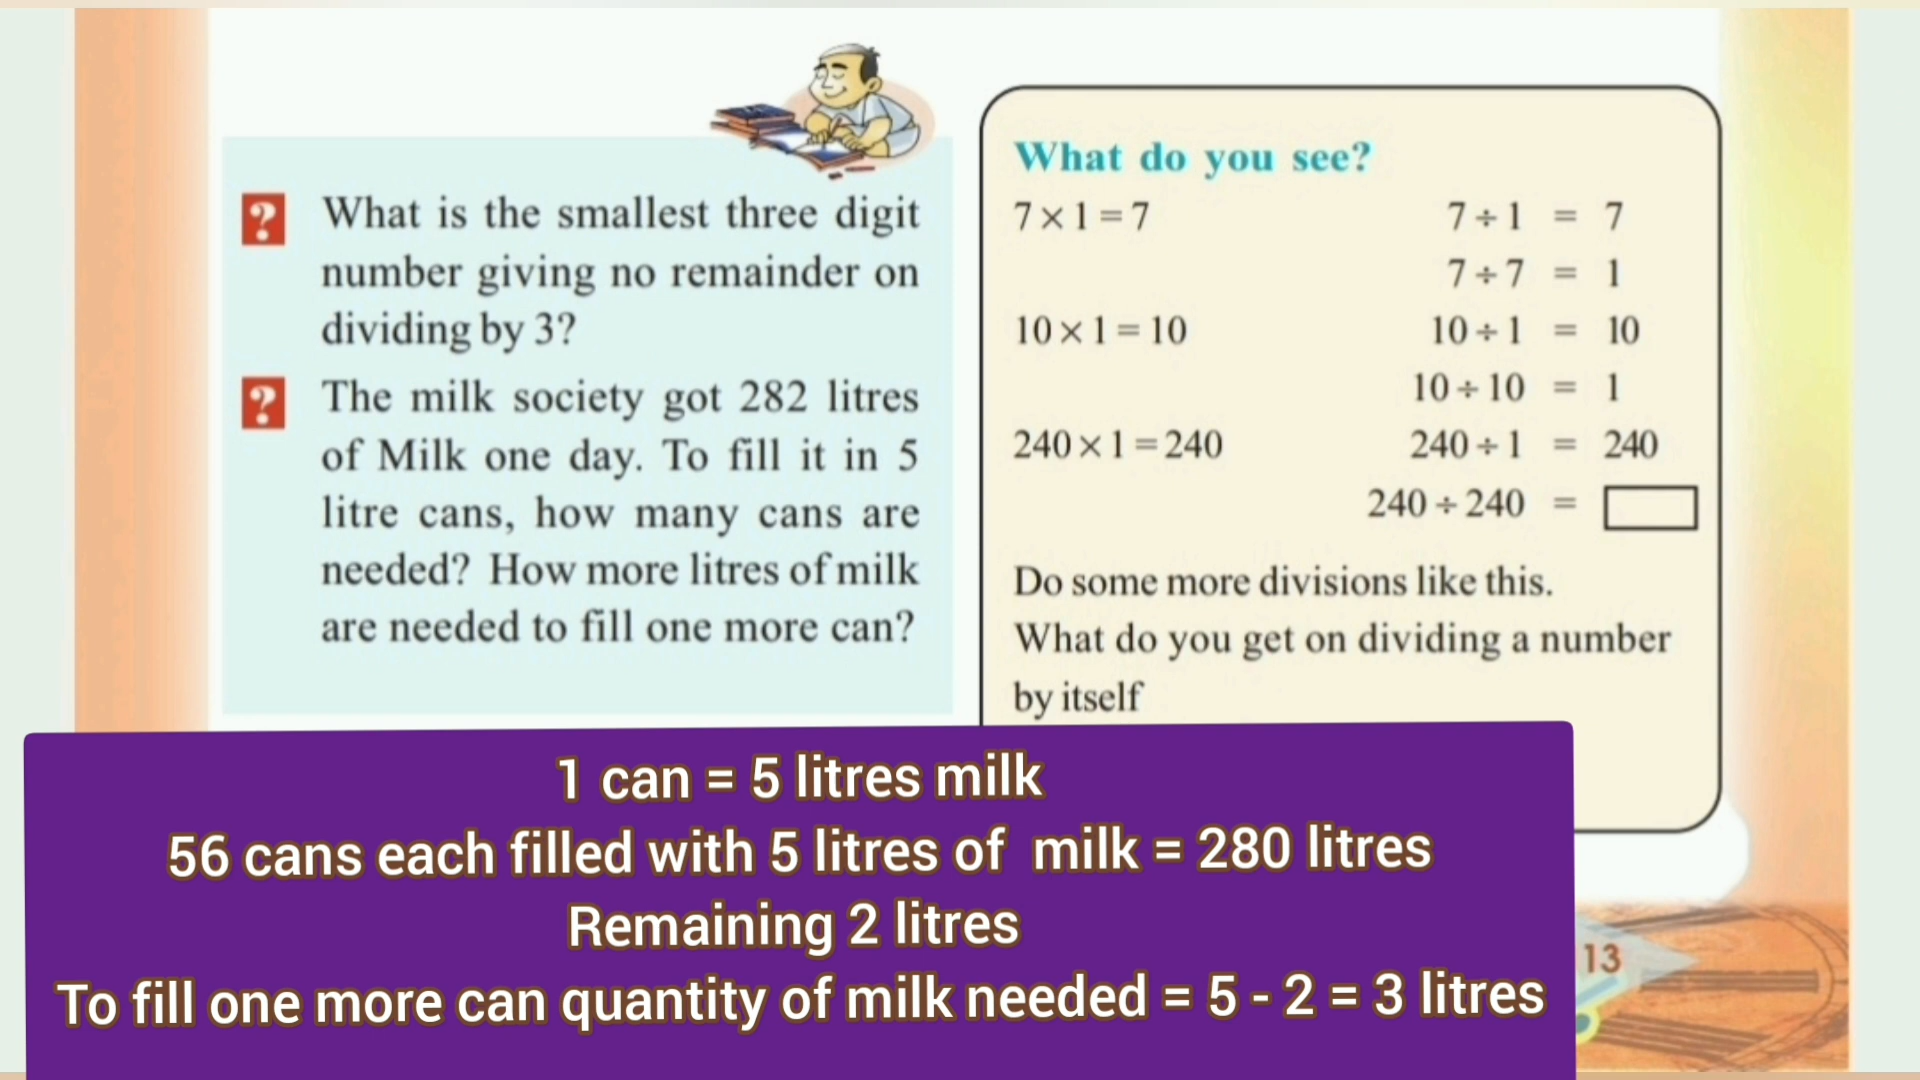 ? What is the smallest three digit
number giving no remainder on
dividing by 3?
? The milk society got 282 litres
of Milk one day. To fill it in 5
litre cans, how many cans are
needed? How more litres of milk
are needed to fill one more can?
What do you see?
7 × 1 = 7 7 ÷ 1 = 7
7 ÷ 7 = 1
10 × 1 = 10 10 ÷ 1 = 10
10 ÷ 10 = 1
240 × 1 = 240 240 ÷ 1 = 240
240 ÷ 240 =
Do some more divisions like this.
What do you get on dividing a number
by itself
1 can = 5 litres milk
56 cans each filled with 5 litres of milk = 280 litres
Remaining 2 litres
To fill one more can quantity of milk needed = 5 - 2 = 3 litres
13